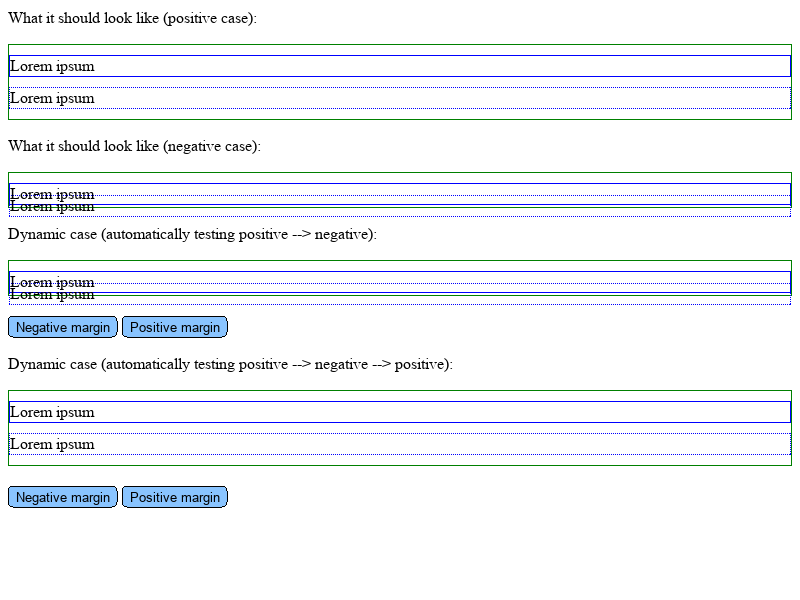 What it should look like (positive case):
Lorem ipsum
Lorem ipsum
What it should look like (negative case):
Lorem ipsum
Lorem ipsum
Dynamic case (automatically testing positive --> negative):
Lorem ipsum
Lorem ipsum
Negative margin Positive margin
Dynamic case (automatically testing positive --> negative --> positive):
Lorem ipsum
Lorem ipsum
Negative margin Positive margin